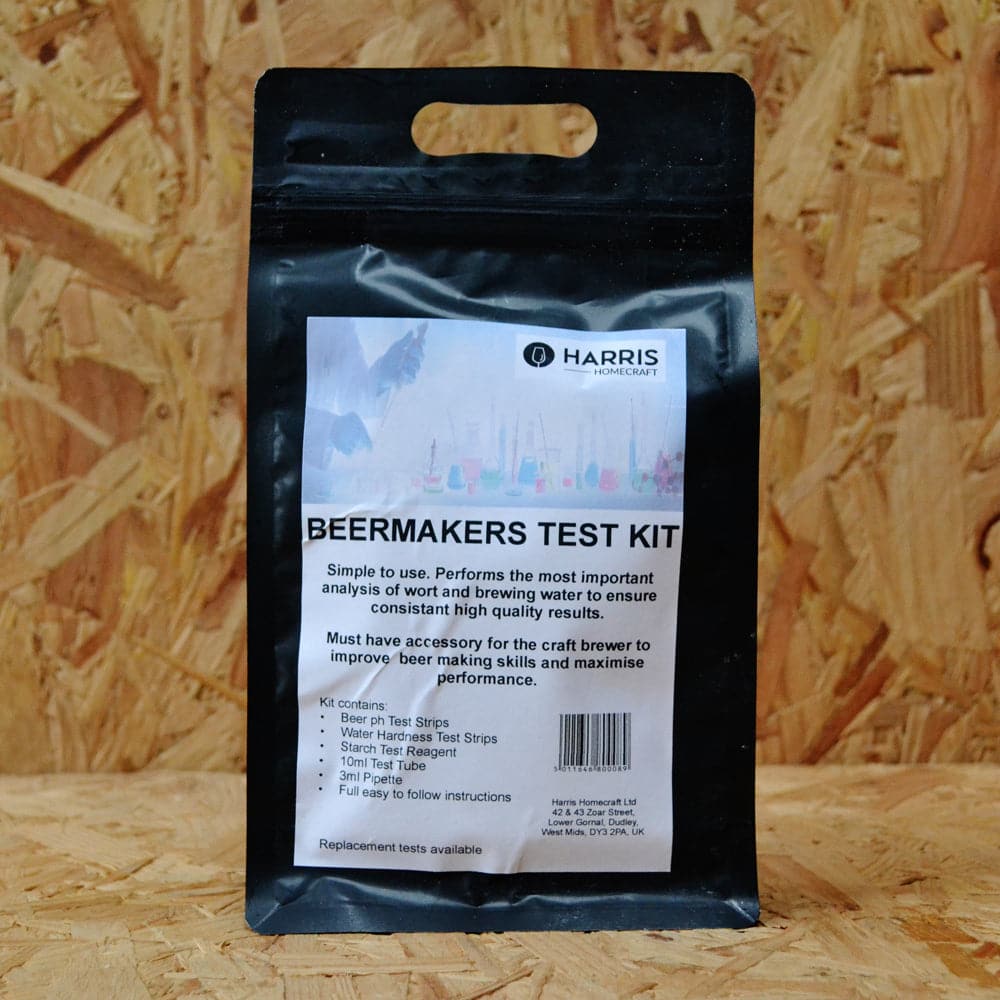 HARRIS
HOMECRAFT
BEERMAKERS TEST KIT
Simple to use. Performs the most important
analysis of wort and brewing water to ensure
consistant high quality results.
Must have accessory for the craft brewer to
improve beer making skills and maximise
performance.
Kit contains:
• Beer ph Test Strips
• Water Hardness Test Strips
• Starch Test Reagent
• 10ml Test Tube
• 3ml Pipette
• Full easy to follow instructions
5 011646 800089
Harris Homecraft Ltd
42 & 43 Zoar Street,
Lower Gornal, Dudley,
West Mids, DY3 2PA, UK
Replacement tests available